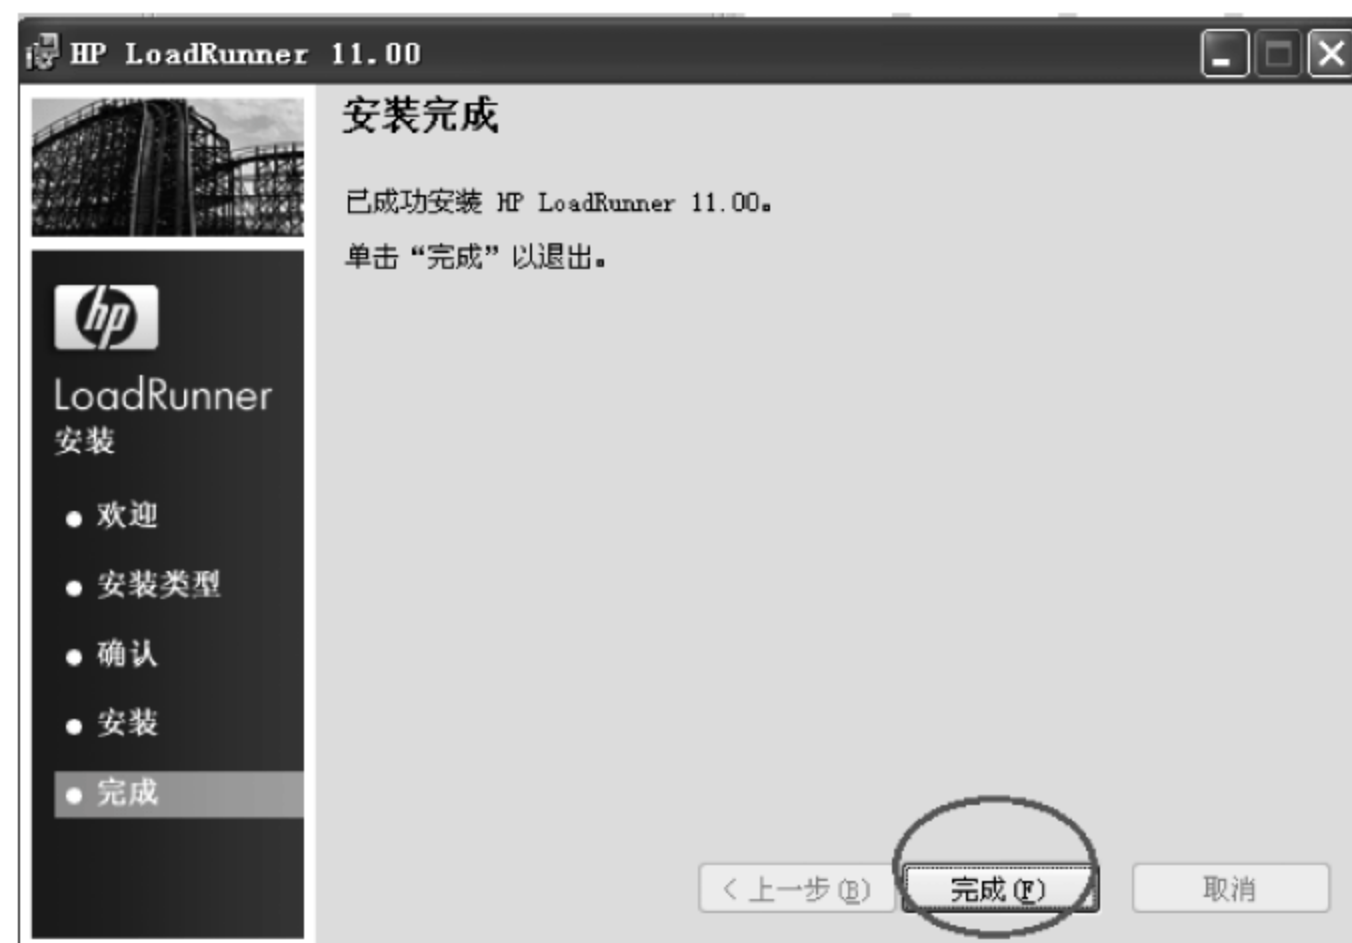 HP LoadRunner 11.00
安装完成
已成功安装 HP LoadRunner 11.00。
单击“完成”以退出。
hp
LoadRunner
安装
欢迎
安装类型
确认
安装
完成
< 上一步(B)
完成(F)
取消